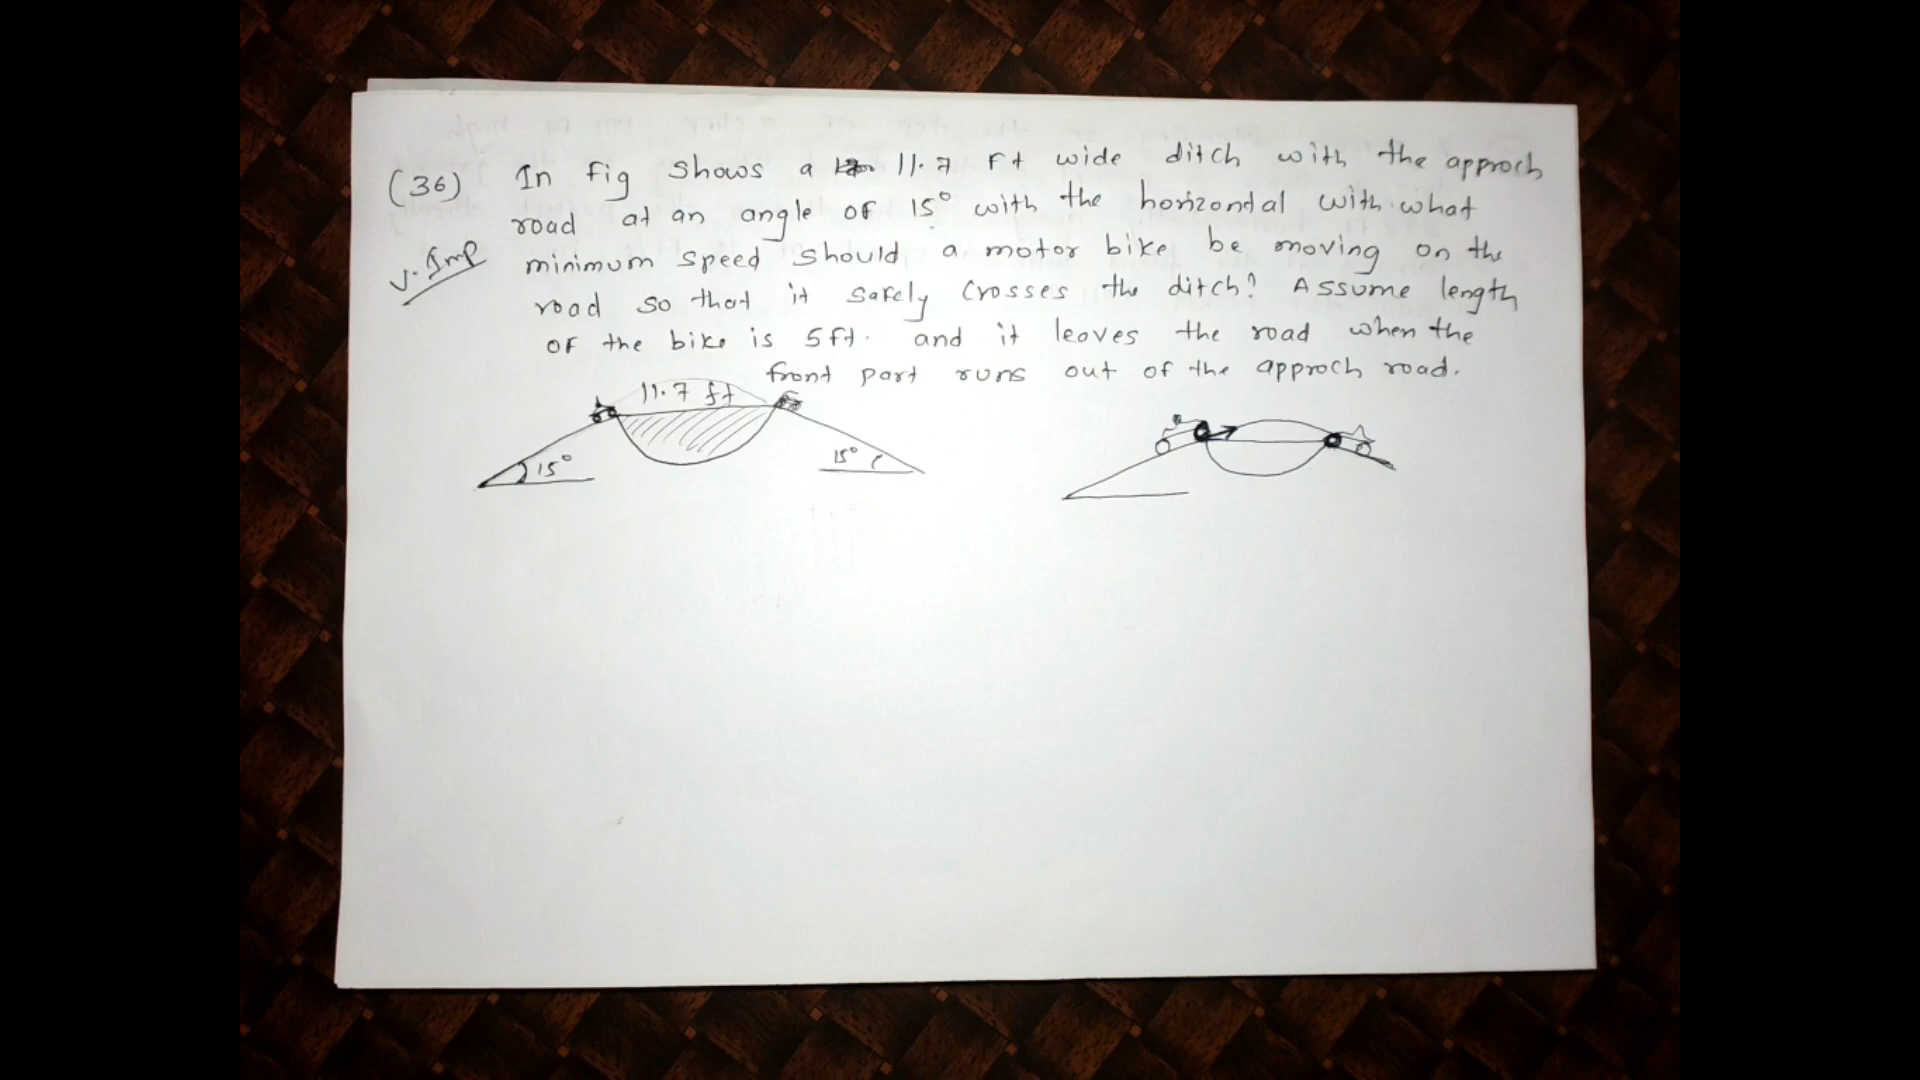 (36) In fig shows a 11.7 Ft wide ditch with the approch
road at an angle of 15° with the horizontal with what
V. Imp
minimum speed should a motor bike be moving on the
road so that it safely crosses the ditch? Assume length
of the bike is 5ft. and it leaves the road when the
front part runs out of the approch road.
11.7 ft
15°
15°